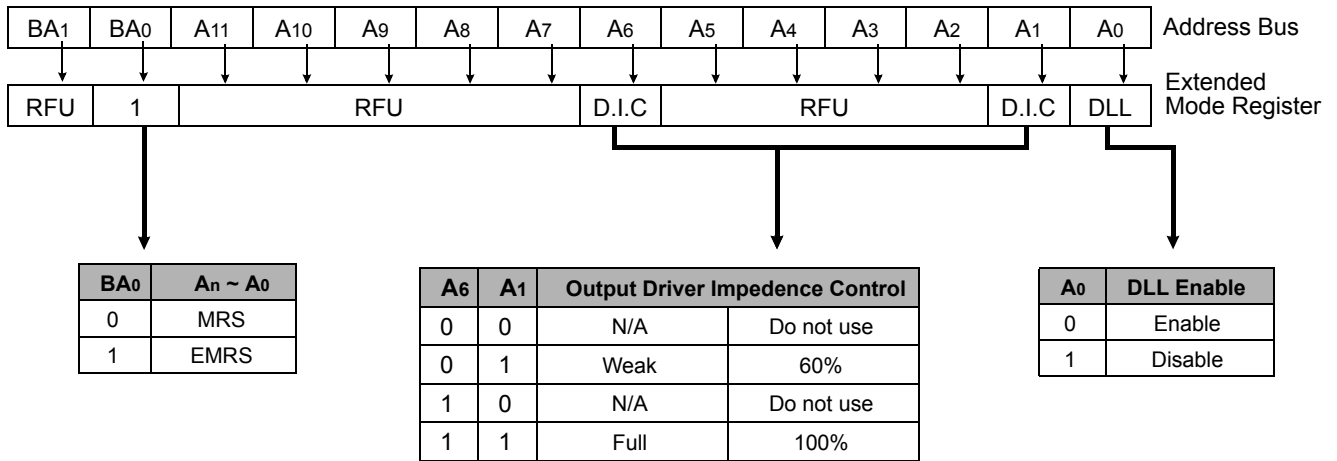 BA1 BA0 A11 A10 A9 A8 A7 A6 A5 A4 A3 A2 A1 A0 Address Bus
RFU 1 RFU D.I.C RFU D.I.C DLL Extended
Mode Register
BA0 An ~ A0
0 MRS
1 EMRS
A6 A1 Output Driver Impedence Control
0 0 N/A Do not use
0 1 Weak 60%
1 0 N/A Do not use
1 1 Full 100%
A0 DLL Enable
0 Enable
1 Disable